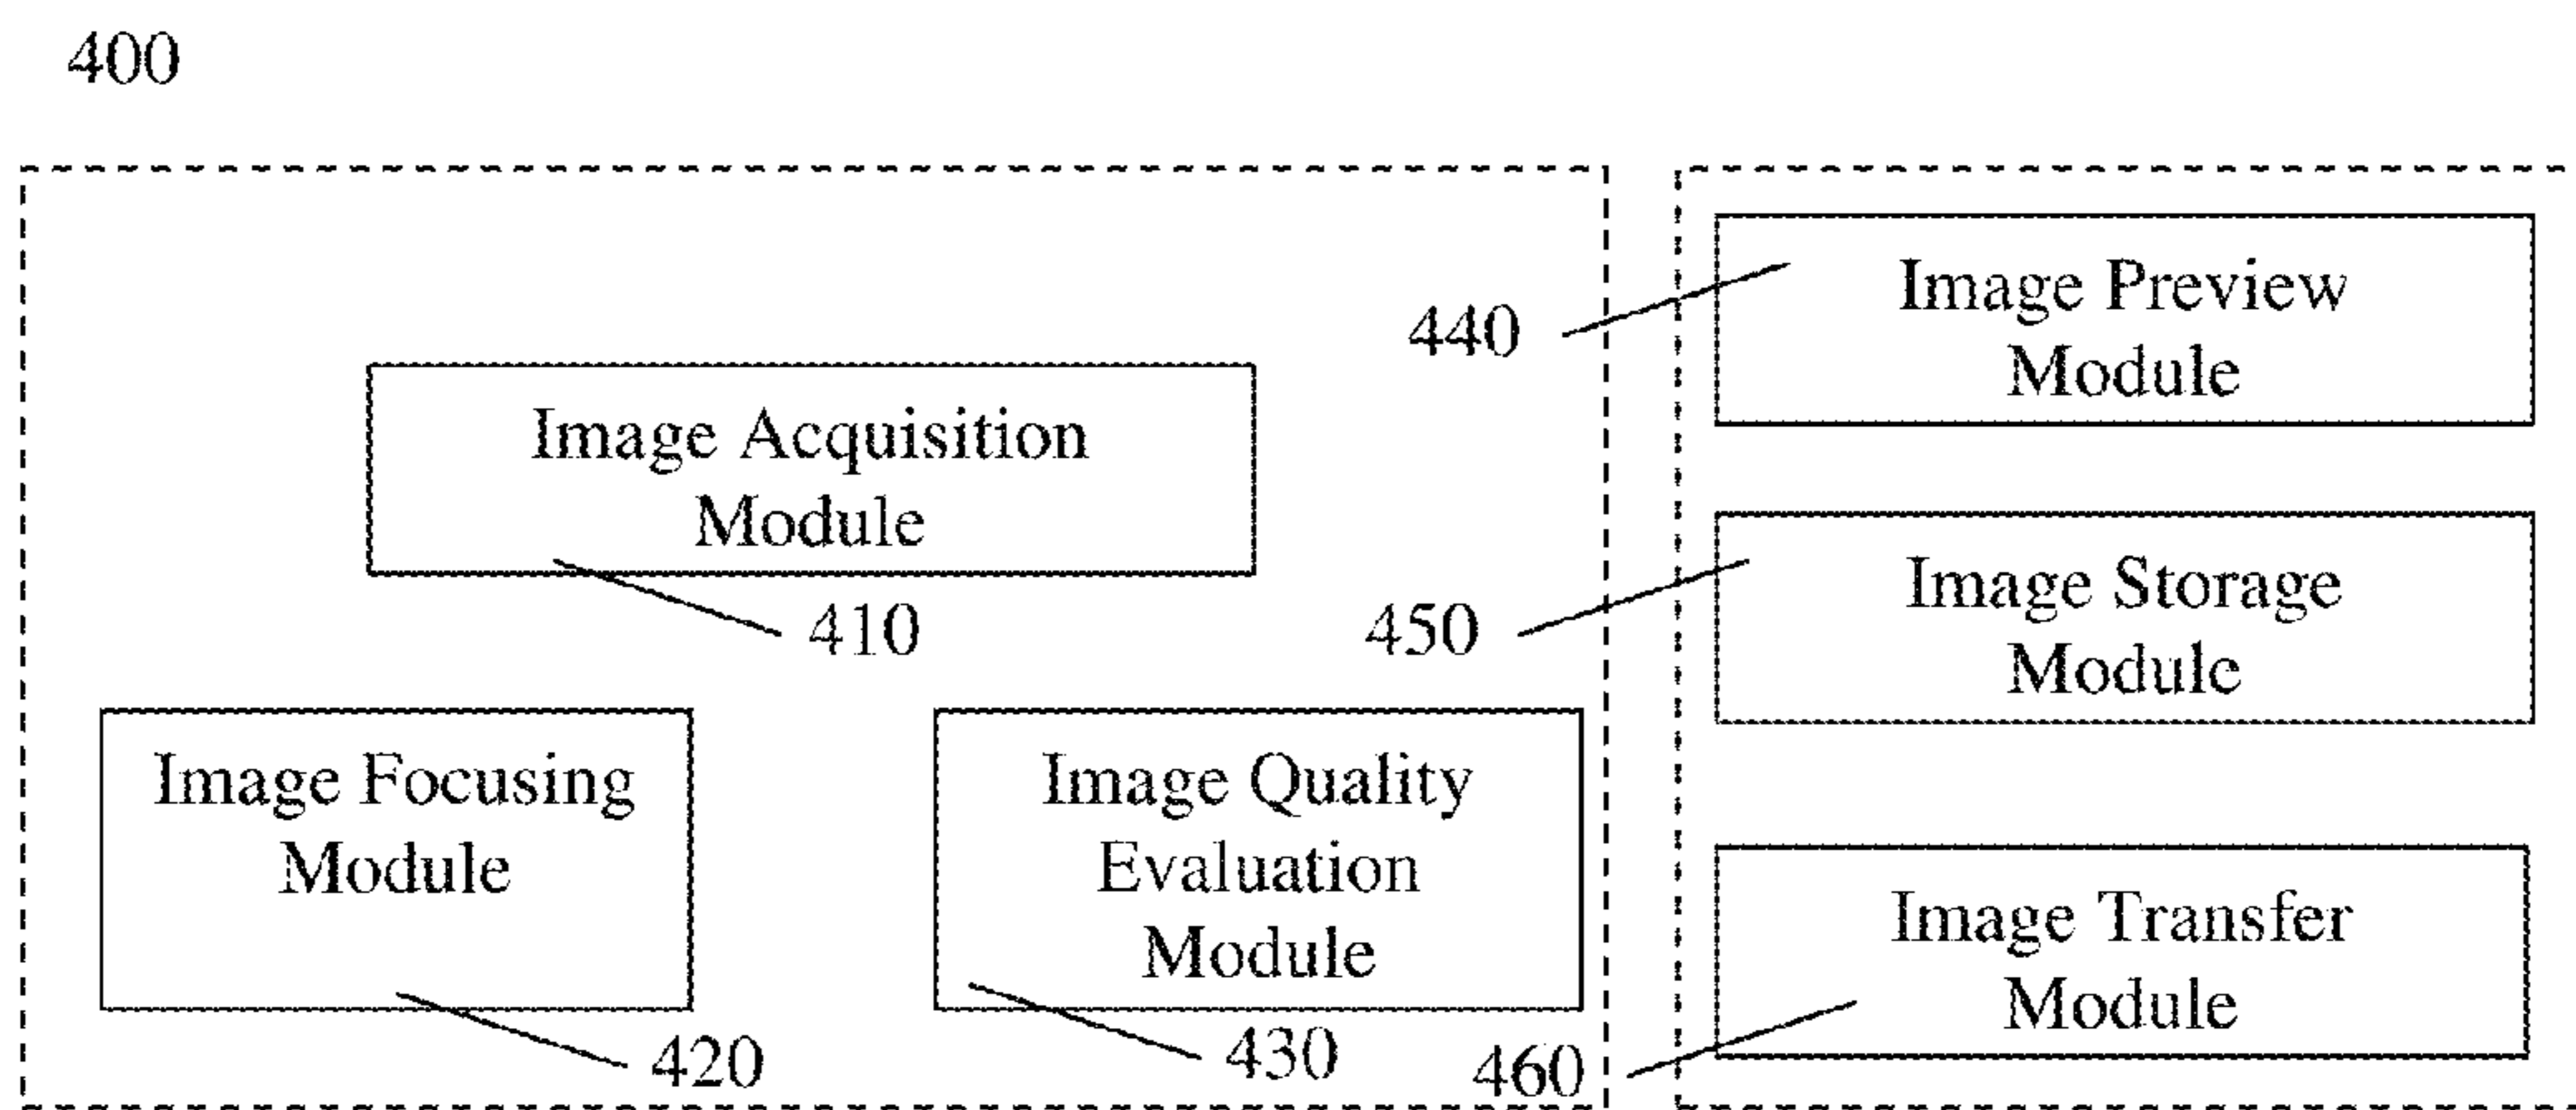 400
Image Acquisition
Module
410
Image Focusing
Module
420
Image Quality
Evaluation
Module
430
440
Image Preview
Module
450
Image Storage
Module
460
Image Transfer
Module